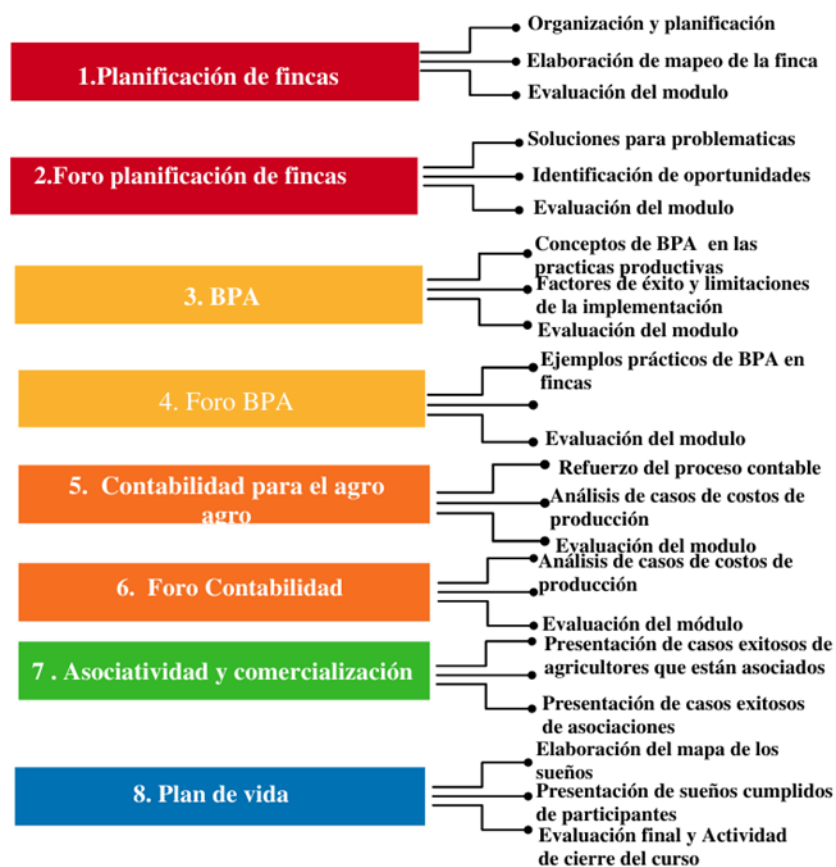 1.Planificación de fincas
Organización y planificación
Elaboración de mapeo de la finca
Evaluación del modulo
2.Foro planificación de fincas
Soluciones para problematicas
Identificación de oportunidades
Evaluación del modulo
3. BPA
Conceptos de BPA en las
practicas productivas
Factores de éxito y limitaciones
de la implementación
Evaluación del modulo
4. Foro BPA
Ejemplos prácticos de BPA en
fincas
Evaluación del modulo
5. Contabilidad para el agro
agro
Refuerzo del proceso contable
Análisis de casos de costos de
producción
Evaluación del modulo
6. Foro Contabilidad
Análisis de casos de costos de
producción
Evaluación del módulo
7 . Asociatividad y comercialización
Presentación de casos exitosos de
agricultores que están asociados
Presentación de casos exitosos
de asociaciones
8. Plan de vida
Elaboración del mapa de los
sueños
Presentación de sueños cumplidos
de participantes
Evaluación final y Actividad
de cierre del curso